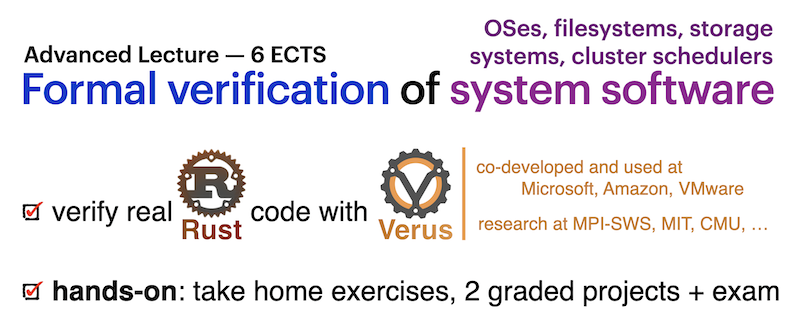 OSes, filesystems, storage
systems, cluster schedulers
Advanced Lecture — 6 ECTS
Formal verification of system software
verify real Rust code with Verus
co-developed and used at
Microsoft, Amazon, VMware
research at MPI-SWS, MIT, CMU, …
hands-on: take home exercises, 2 graded projects + exam